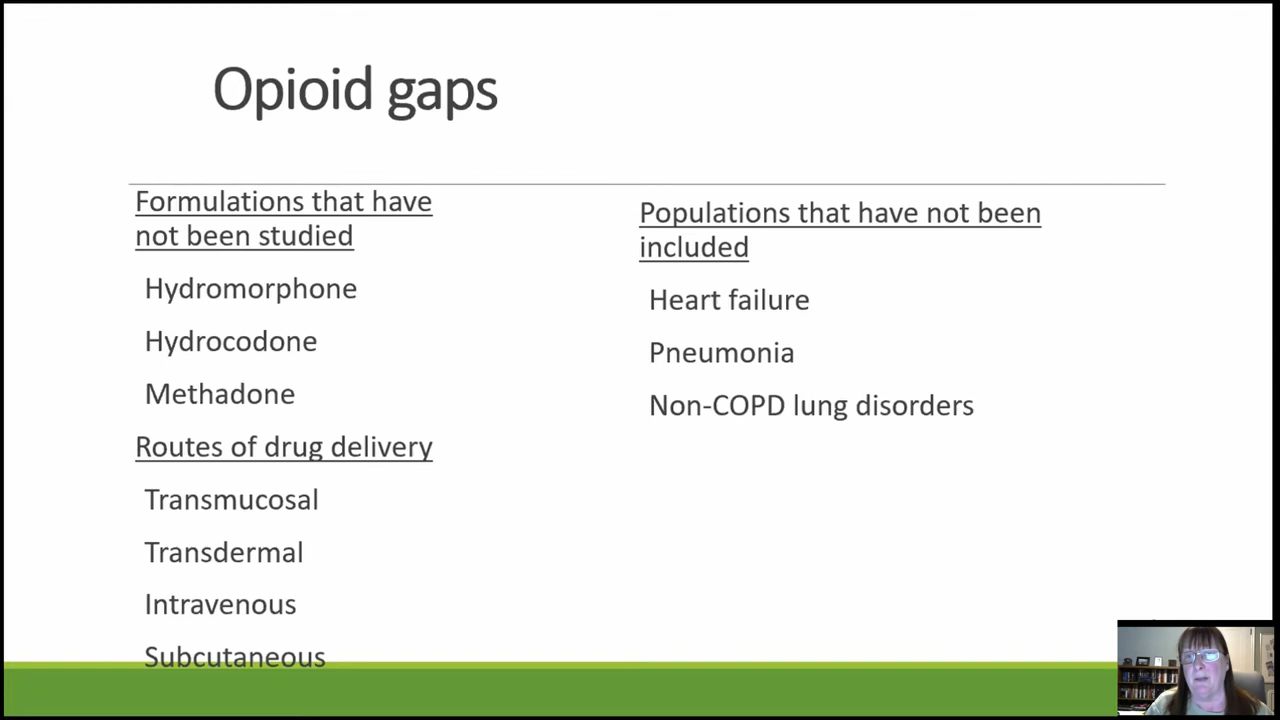 Opioid gaps
Formulations that have
not been studied
Hydromorphone
Hydrocodone
Methadone
Routes of drug delivery
Transmucosal
Transdermal
Intravenous
Subcutaneous
Populations that have not been
included
Heart failure
Pneumonia
Non-COPD lung disorders